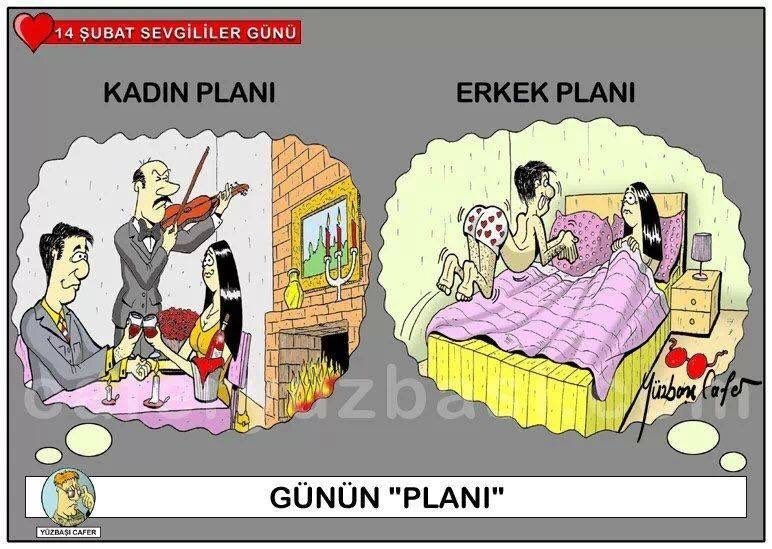 14 ŞUBAT SEVGİLİLER GÜNÜ
KADIN PLANI
ERKEK PLANI
Yüzbaşı Cafer
GÜNÜN "PLANI"
YÜZBAŞI CAFER